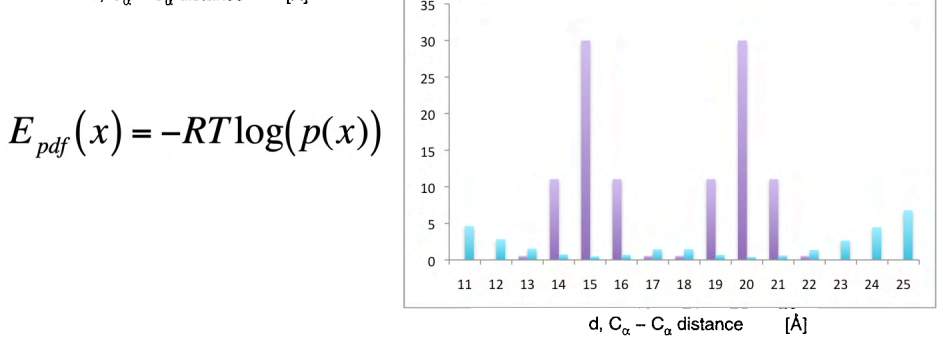 [Å]
35
30
25
20
15
10
5
0
E_pdf(x) = −RT log(p(x))
11 12 13 14 15 16 17 18 19 20 21 22 23 24 25
d, Cα – Cα distance [Å]